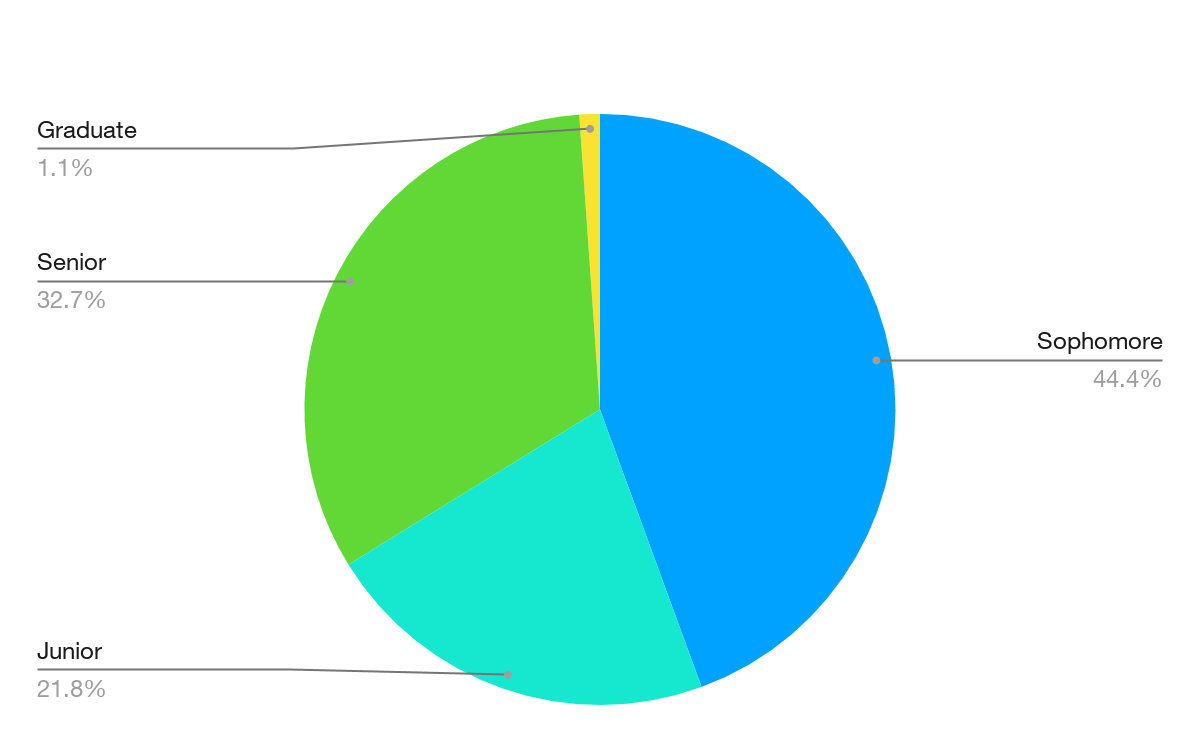 Graduate
1.1%
Senior
32.7%
Sophomore
44.4%
Junior
21.8%